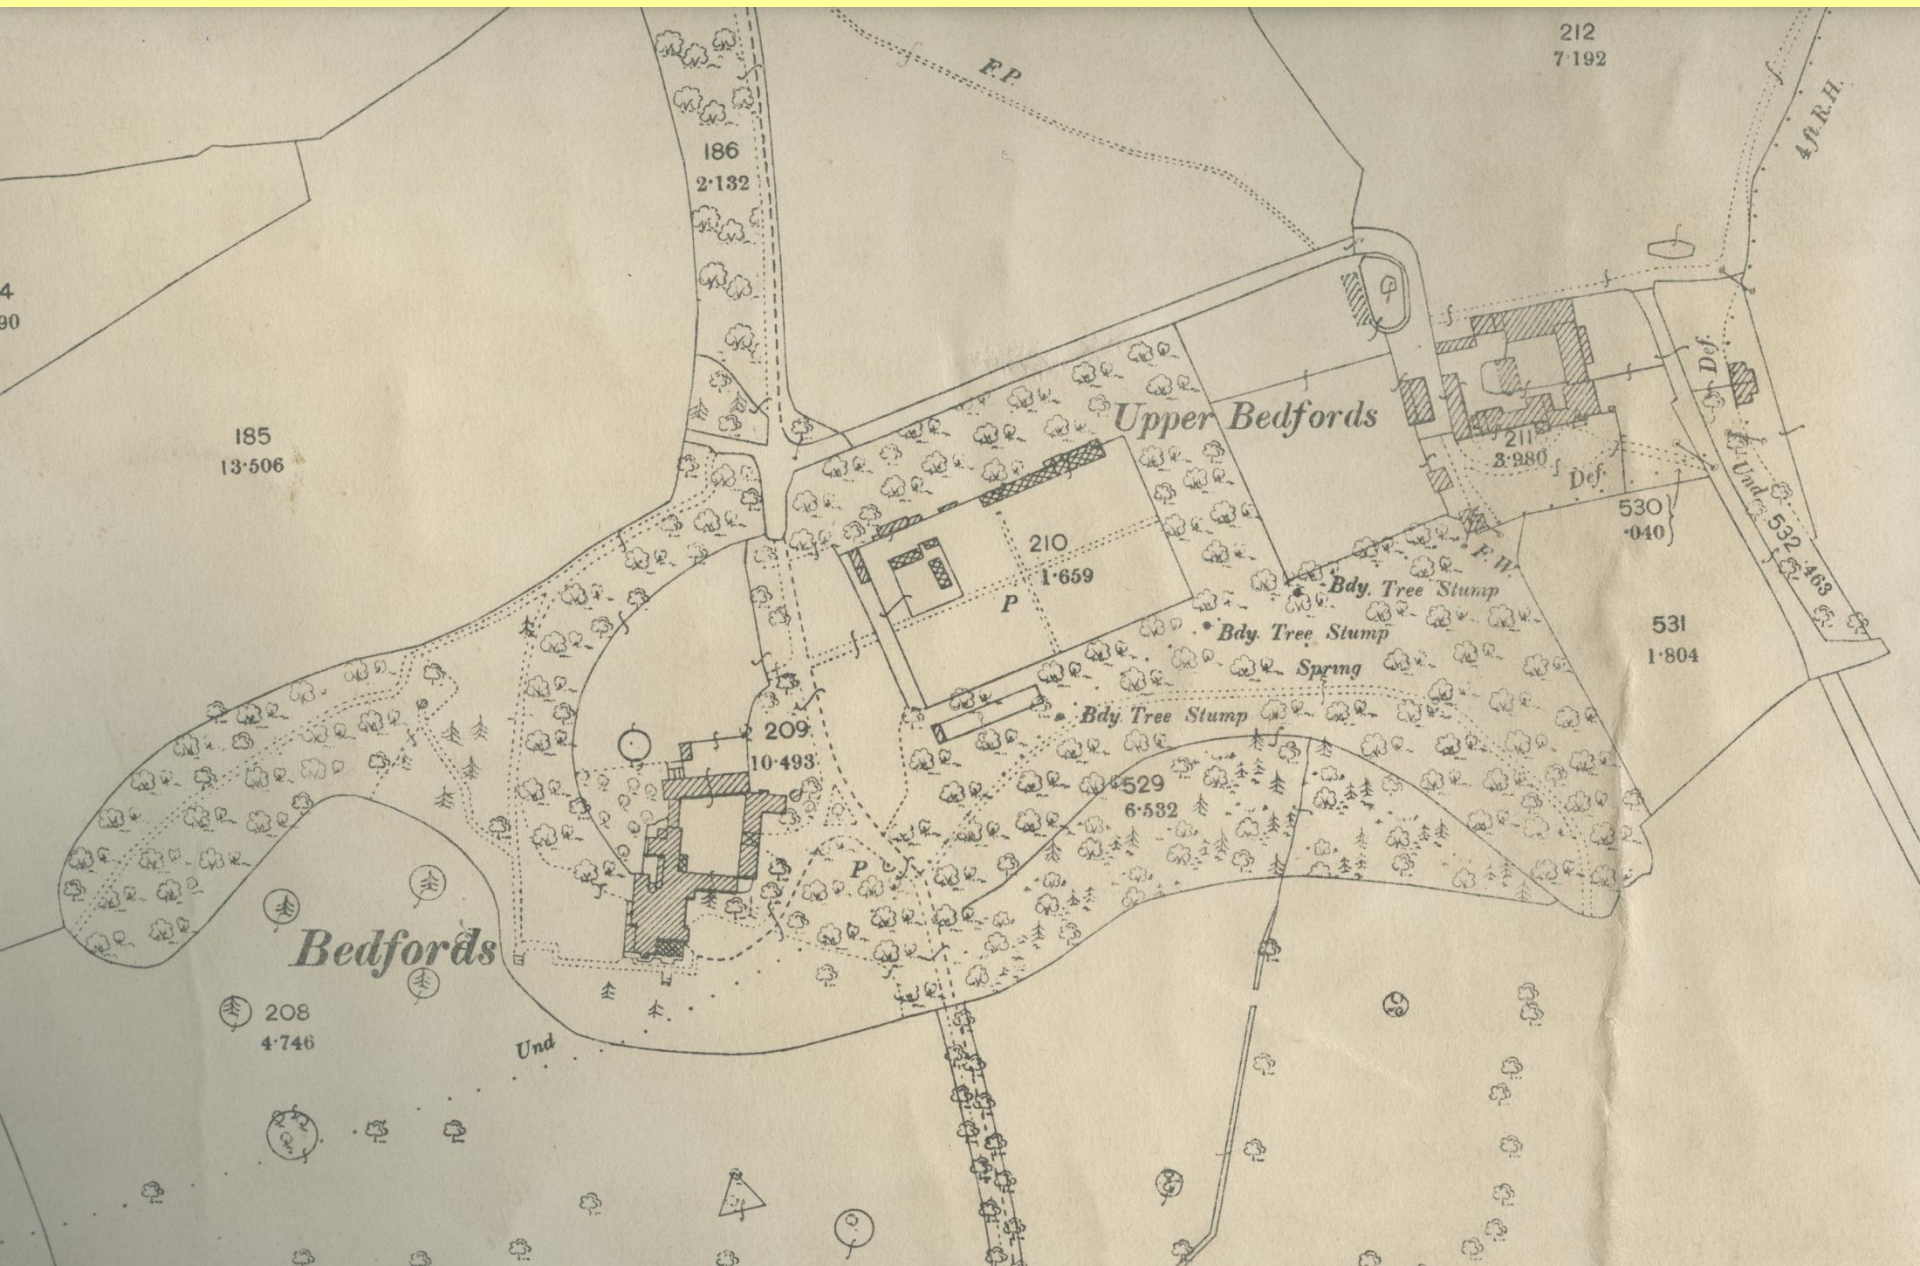 212
7·192
F.P.
4 ft. R.H.
186
2·132
4
90
185
13·506
Upper Bedfords
Def.
211
3·980
Def.
Und.
530
·040
532
·463
210
1·659
P
F.W.
Bdy. Tree Stump
Bdy. Tree Stump
Spring
531
1·804
Bdy. Tree Stump
209
10·493
529
6·532
P
Bedfords
208
4·746
Und